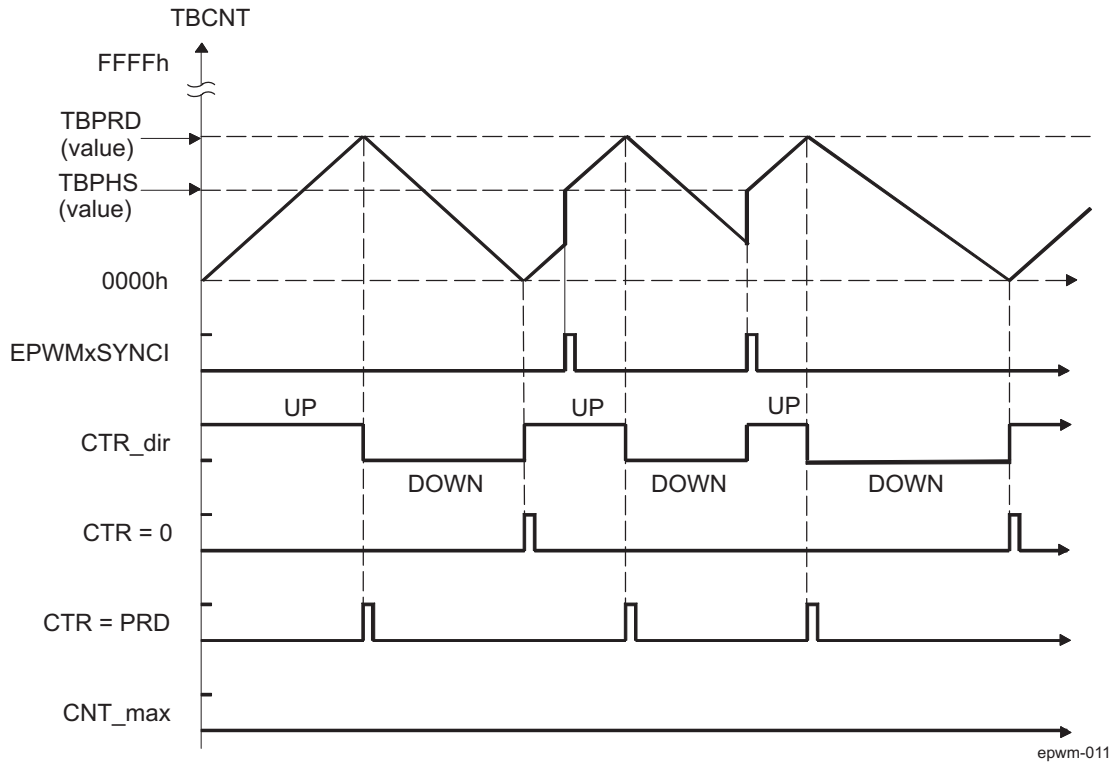 TBCNT
FFFFh
TBPRD
(value)
TBPHS
(value)
0000h
EPWMxSYNCI
UP
UP
UP
CTR_dir
DOWN
DOWN
DOWN
CTR = 0
CTR = PRD
CNT_max
epwm-011